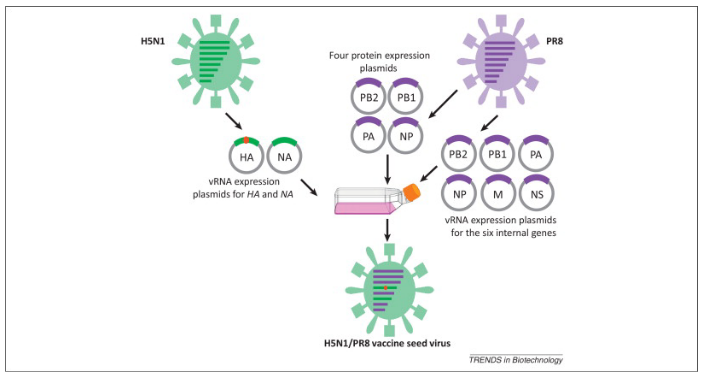 H5N1
PR8
Four protein expression
plasmids
PB2
PB1
PA
NP
HA
NA
vRNA expression
plasmids for HA and NA
PB2
PB1
PA
NP
M
NS
vRNA expression plasmids
for the six internal genes
H5N1/PR8 vaccine seed virus
TRENDS in Biotechnology